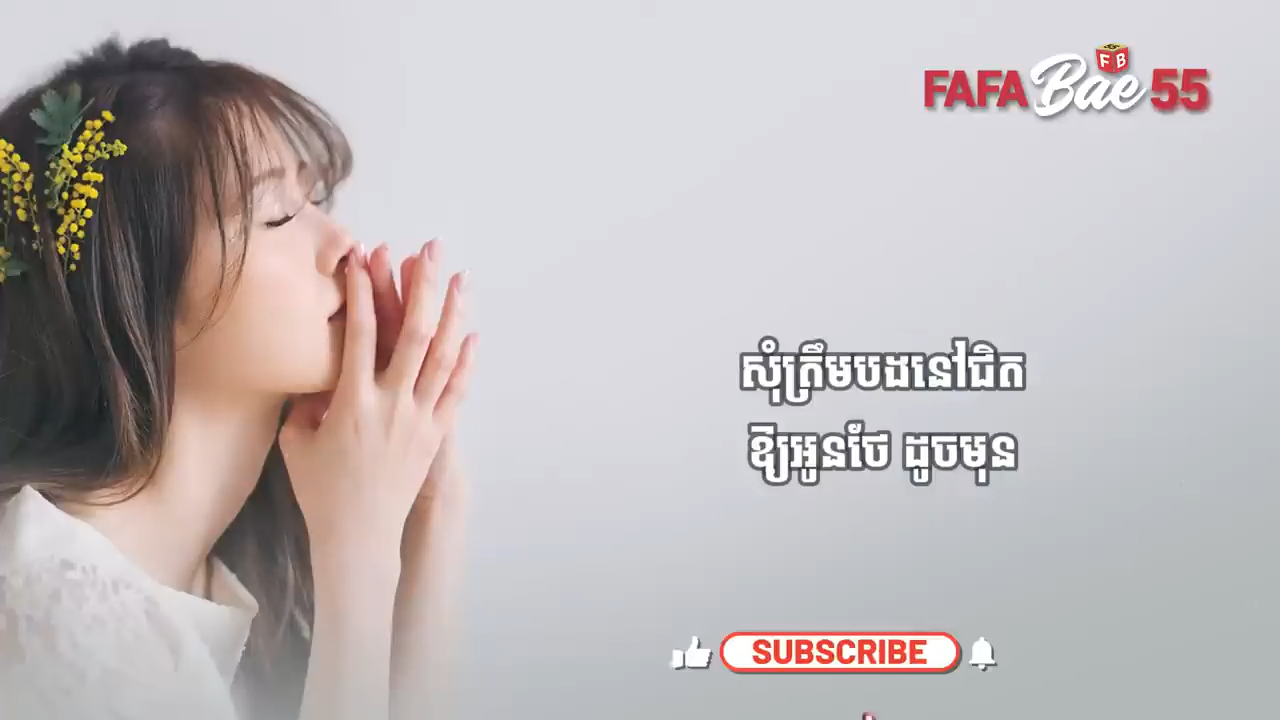 FAFA Bae 55
F B
សុំត្រឹមបងនៅជិត
ឱ្យអូនថែ ដូចមុន
SUBSCRIBE